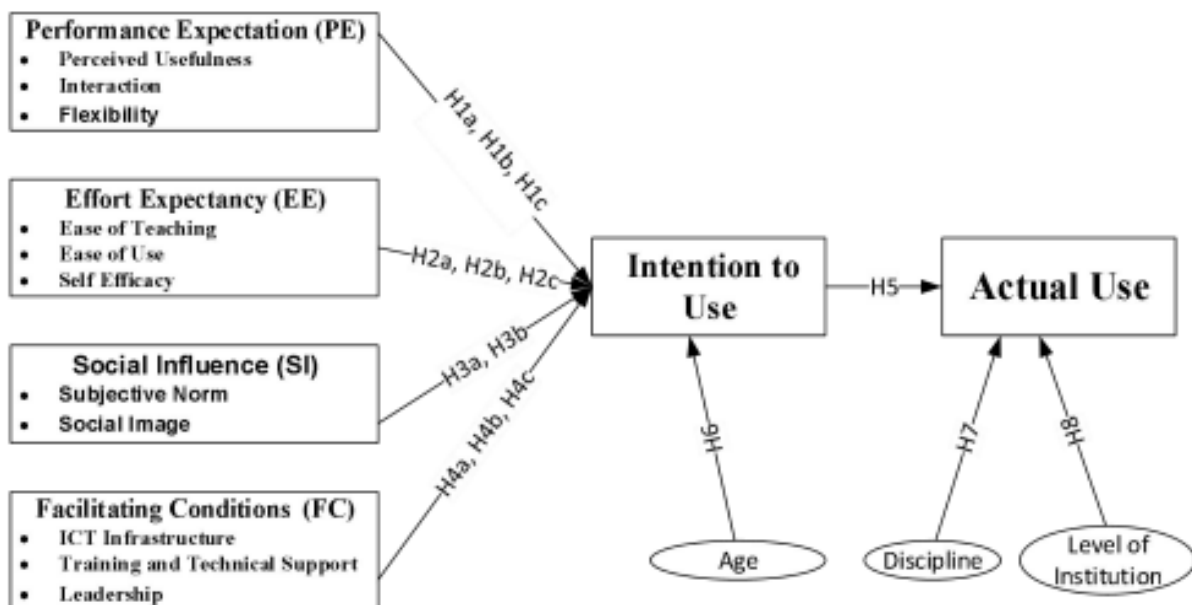 Performance Expectation (PE)
• Perceived Usefulness
• Interaction
• Flexibility
H1a, H1b, H1c
Effort Expectancy (EE)
• Ease of Teaching
• Ease of Use
• Self Efficacy
H2a, H2b, H2c
Social Influence (SI)
• Subjective Norm
• Social Image
H3a, H3b
Facilitating Conditions (FC)
• ICT Infrastructure
• Training and Technical Support
• Leadership
H4a, H4b, H4c
Intention to
Use
H5
Actual Use
H6
H7
H8
Age
Discipline
Level of
Institution